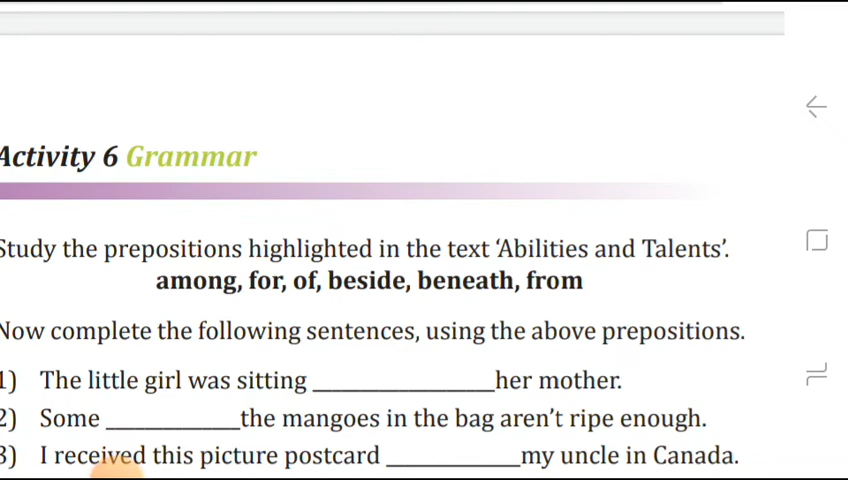 Activity 6 Grammar
Study the prepositions highlighted in the text ‘Abilities and Talents’.
among, for, of, beside, beneath, from
Now complete the following sentences, using the above prepositions.
1) The little girl was sitting ________________her mother.
2) Some ____________the mangoes in the bag aren’t ripe enough.
3) I received this picture postcard ____________my uncle in Canada.